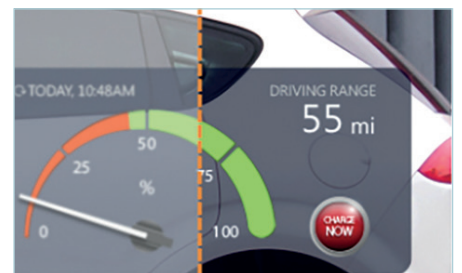 TODAY, 10:48AM
DRIVING RANGE
55 mi
50
25
75
%
0
100
CHARGE
NOW